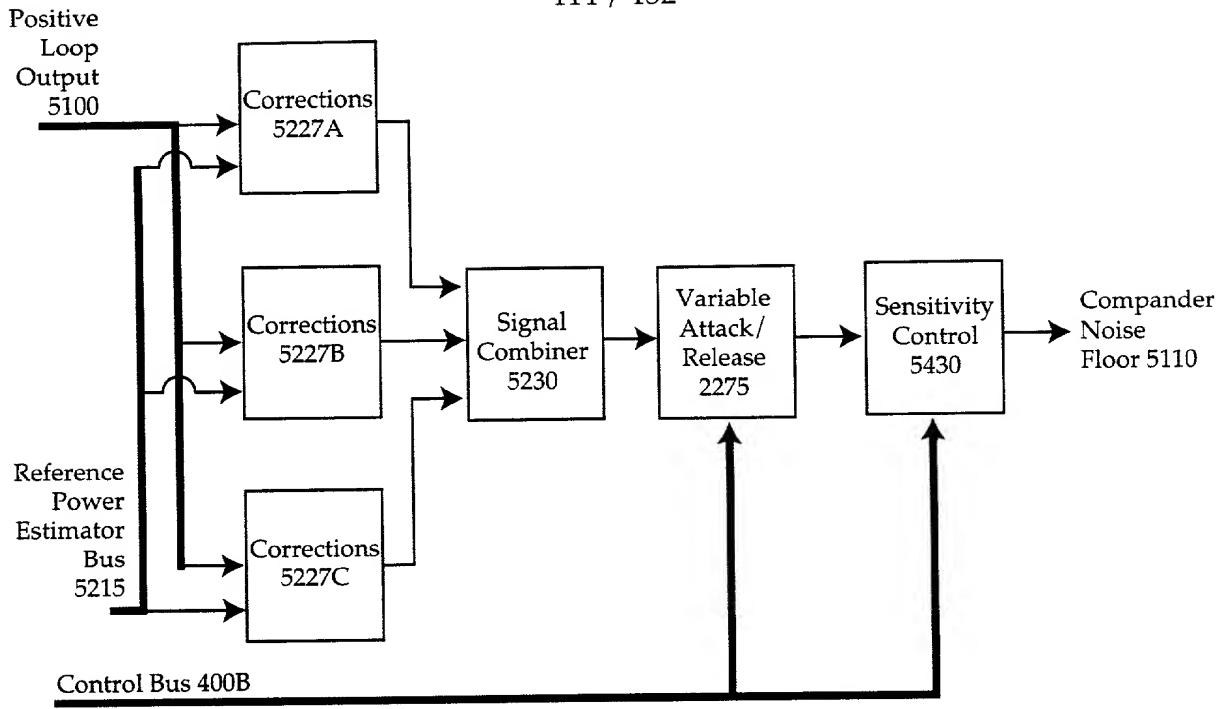 Positive
Loop
Output
5100
Corrections
5227A
Corrections
5227B
Corrections
5227C
Signal
Combiner
5230
Variable
Attack/
Release
2275
Sensitivity
Control
5430
Compander
Noise
Floor 5110
Reference
Power
Estimator
Bus
5215
Control Bus 400B